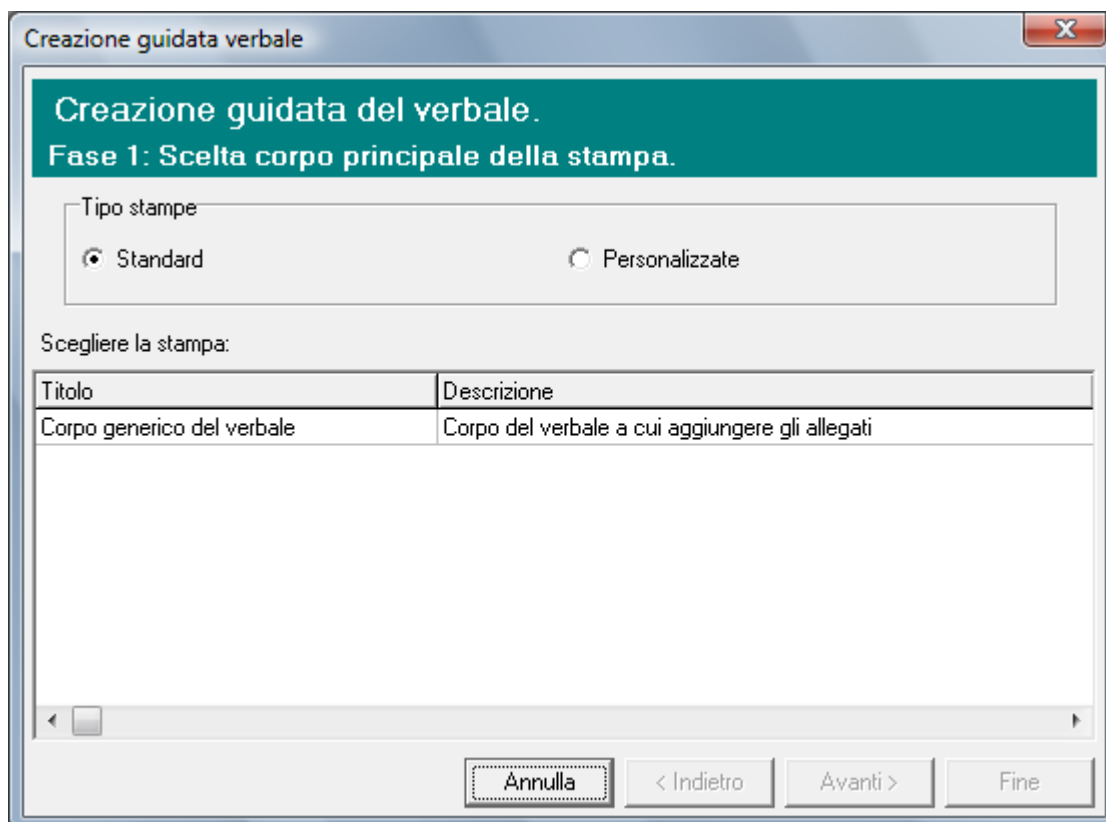 Creazione guidata verbale
Creazione guidata del verbale.
Fase 1: Scelta corpo principale della stampa.
Tipo stampe
Standard Personalizzate
Scegliere la stampa:
Titolo Descrizione
Corpo generico del verbale Corpo del verbale a cui aggiungere gli allegati
Annulla < Indietro Avanti > Fine